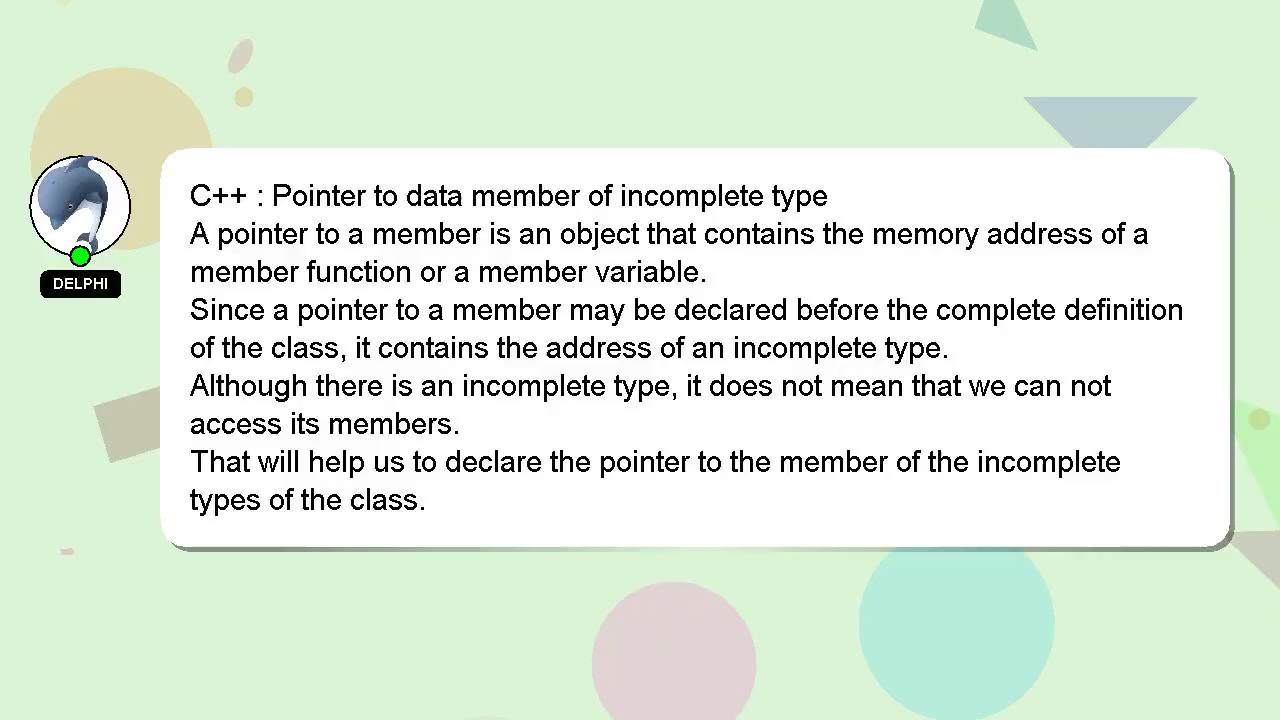 C++ : Pointer to data member of incomplete type
A pointer to a member is an object that contains the memory address of a
member function or a member variable.
Since a pointer to a member may be declared before the complete definition
of the class, it contains the address of an incomplete type.
Although there is an incomplete type, it does not mean that we can not
access its members.
That will help us to declare the pointer to the member of the incomplete
types of the class.
DELPHI